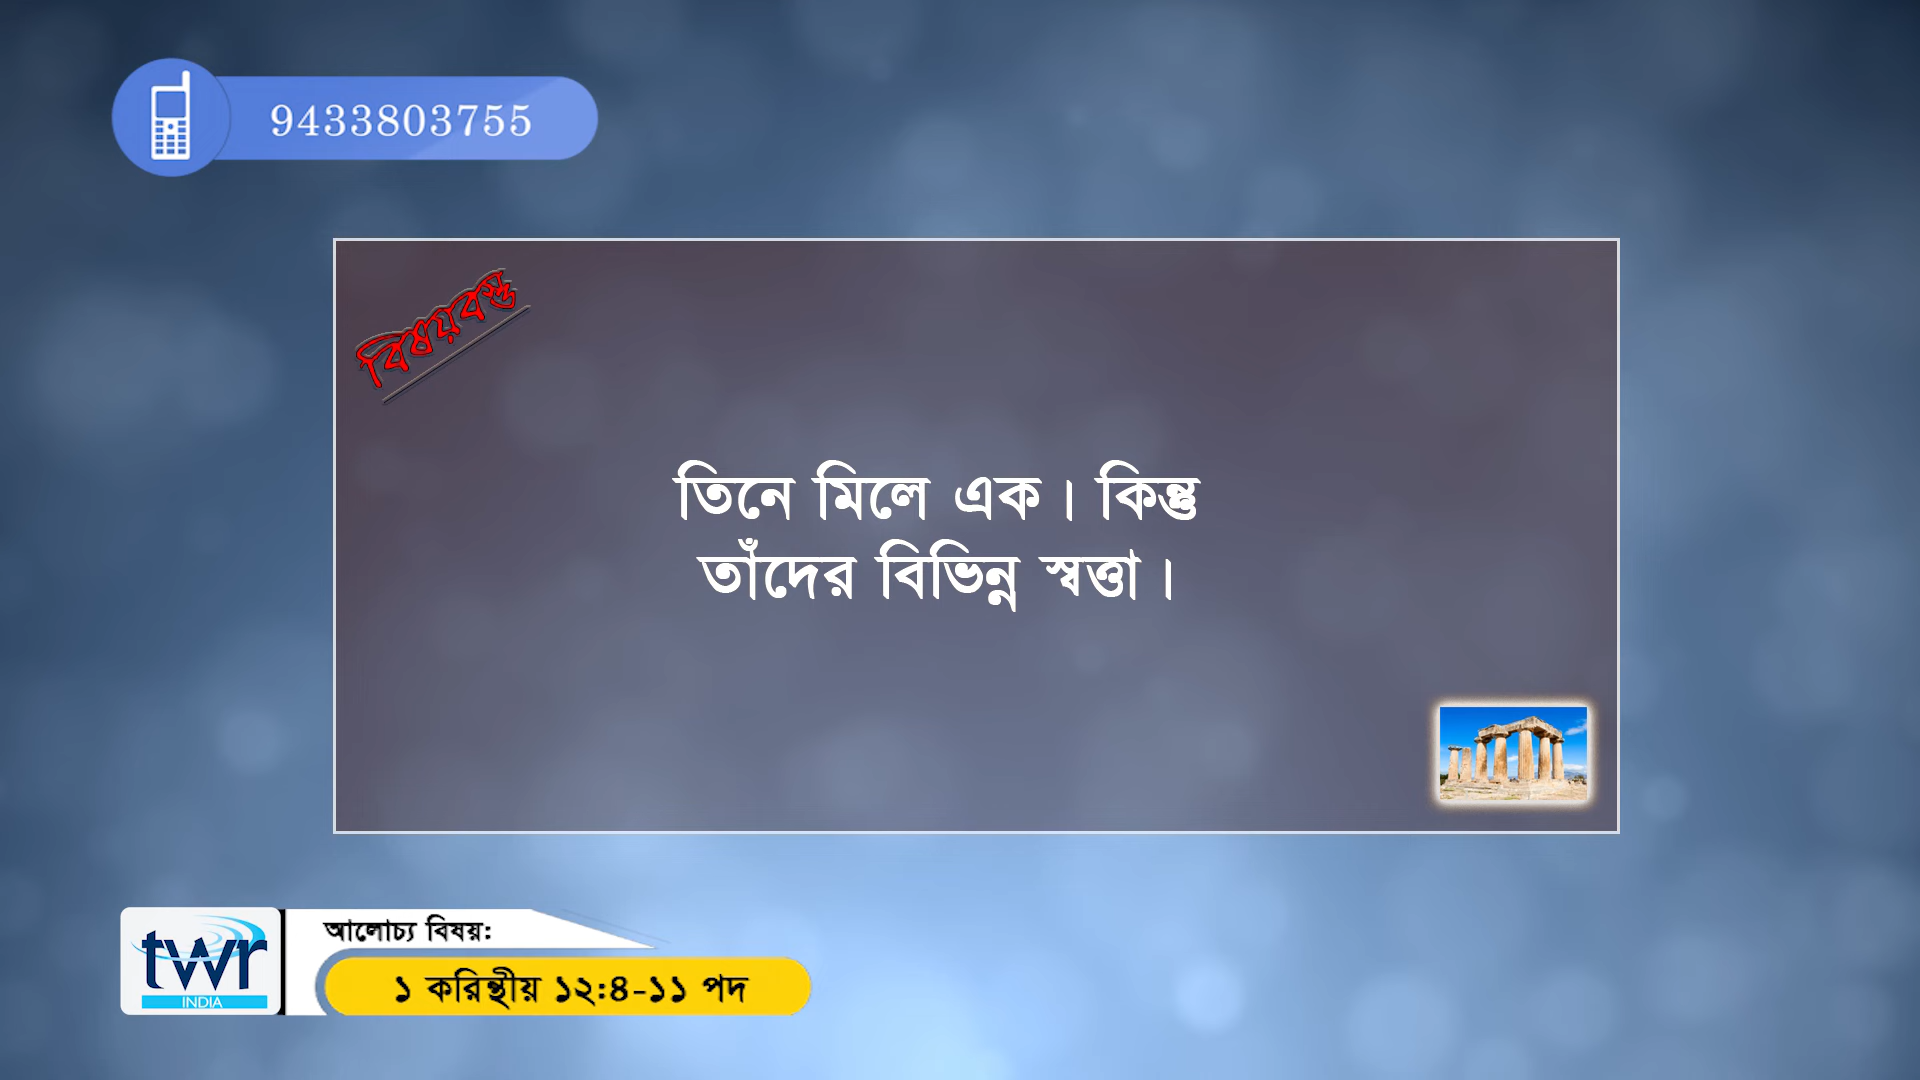 9433803755
বিষয়বস্তু
তিনে মিলে এক। কিন্তু
তাঁদের বিভিন্ন স্বত্তা।
twr
INDIA
আলোচ্য বিষয়:
১ করিন্থীয় ১২:৪-১১ পদ